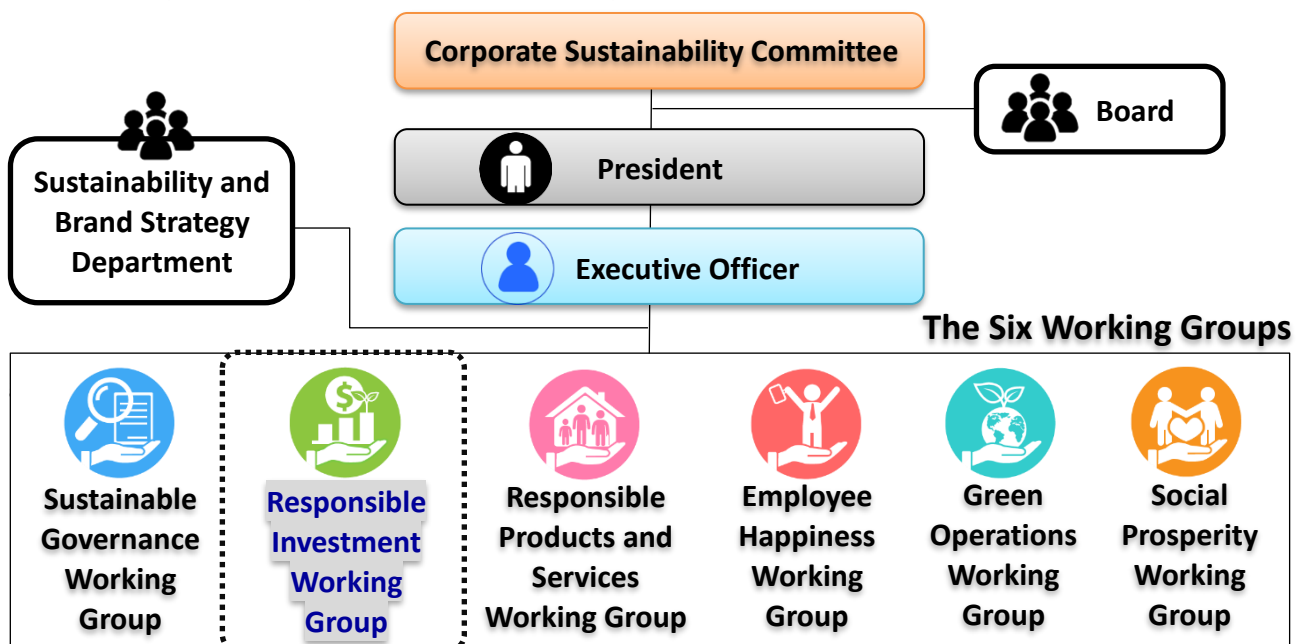 Corporate Sustainability Committee
Board
President
Sustainability and
Brand Strategy
Department
Executive Officer
The Six Working Groups
$
Sustainable
Governance
Working
Group
Responsible
Investment
Working
Group
Responsible
Products and
Services
Working Group
Employee
Happiness
Working
Group
Green
Operations
Working
Group
Social
Prosperity
Working
Group